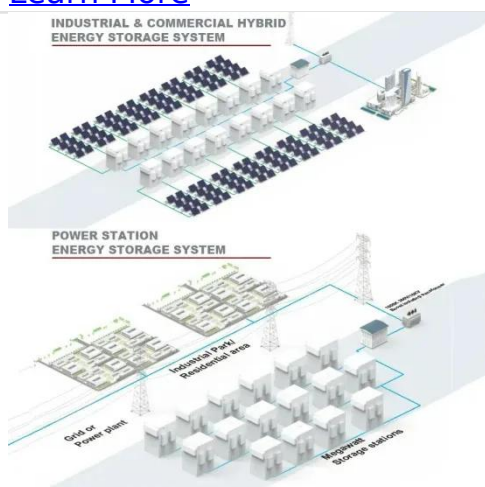 Learn More
INDUSTRIAL & COMMERCIAL HYBRID
ENERGY STORAGE SYSTEM
POWER STATION
ENERGY STORAGE SYSTEM
Industrial Park/
Residential area
Grid or
Power plant
Megawatt
Storage stations